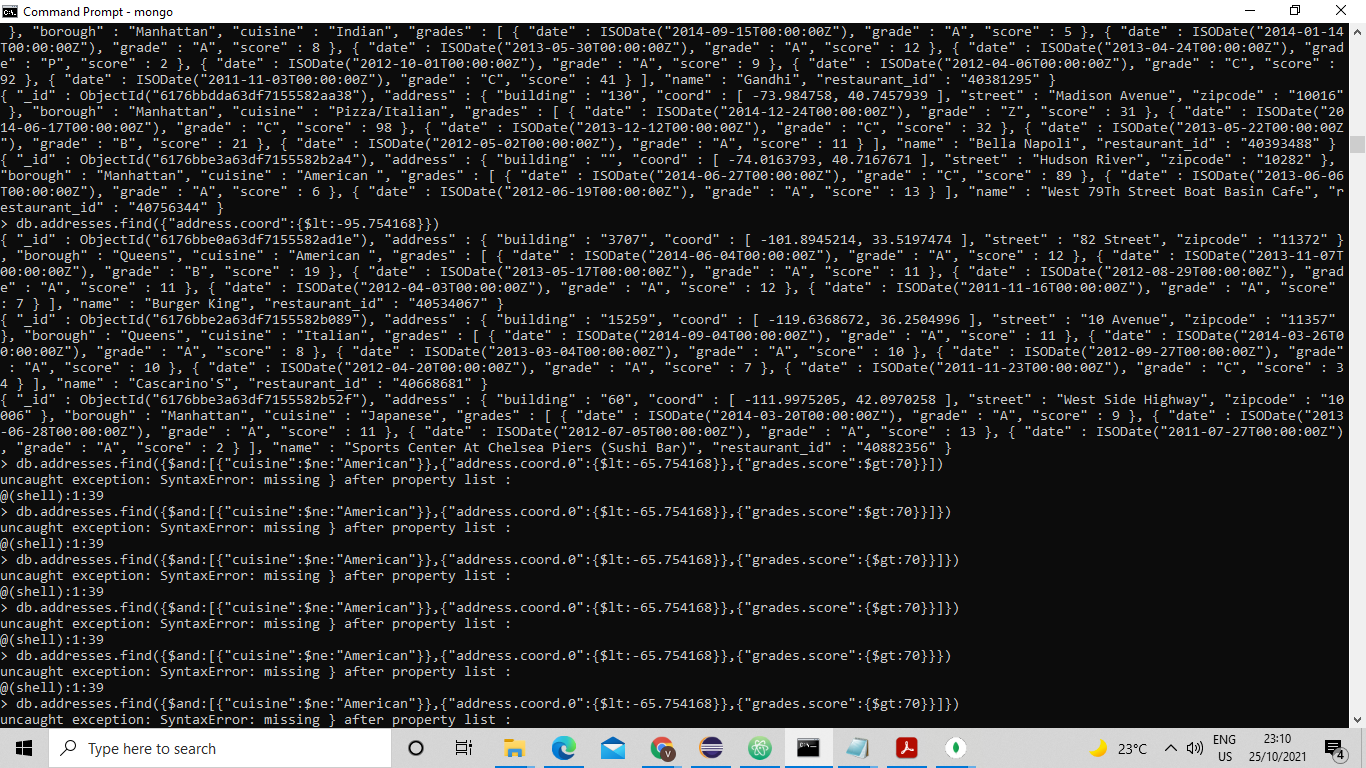 Command Prompt - mongo
 }, "borough" : "Manhattan", "cuisine" : "Indian", "grades" : [ { "date" : ISODate("2014-09-15T00:00:00Z"), "grade" : "A", "score" : 5 }, { "date" : ISODate("2014-01-14
T00:00:00Z"), "grade" : "A", "score" : 8 }, { "date" : ISODate("2013-05-30T00:00:00Z"), "grade" : "A", "score" : 12 }, { "date" : ISODate("2013-04-24T00:00:00Z"), "grad
e" : "P", "score" : 2 }, { "date" : ISODate("2012-10-01T00:00:00Z"), "grade" : "A", "score" : 9 }, { "date" : ISODate("2012-04-06T00:00:00Z"), "grade" : "C", "score" :
92 }, { "date" : ISODate("2011-11-03T00:00:00Z"), "grade" : "C", "score" : 41 } ], "name" : "Gandhi", "restaurant_id" : "40381295" }
{ "_id" : ObjectId("6176bbdda63df7155582aa38"), "address" : { "building" : "130", "coord" : [ -73.984758, 40.7457939 ], "street" : "Madison Avenue", "zipcode" : "10016"
 }, "borough" : "Manhattan", "cuisine" : "Pizza/Italian", "grades" : [ { "date" : ISODate("2014-12-24T00:00:00Z"), "grade" : "Z", "score" : 31 }, { "date" : ISODate("20
14-06-17T00:00:00Z"), "grade" : "C", "score" : 98 }, { "date" : ISODate("2013-12-12T00:00:00Z"), "grade" : "C", "score" : 32 }, { "date" : ISODate("2013-05-22T00:00:00Z
"), "grade" : "B", "score" : 21 }, { "date" : ISODate("2012-05-02T00:00:00Z"), "grade" : "A", "score" : 11 } ], "name" : "Bella Napoli", "restaurant_id" : "40393488" }
{ "_id" : ObjectId("6176bbe3a63df7155582b2a4"), "address" : { "building" : "", "coord" : [ -74.0163793, 40.7167671 ], "street" : "Hudson River", "zipcode" : "10282" },
"borough" : "Manhattan", "cuisine" : "American ", "grades" : [ { "date" : ISODate("2014-06-27T00:00:00Z"), "grade" : "C", "score" : 89 }, { "date" : ISODate("2013-06-06
T00:00:00Z"), "grade" : "A", "score" : 6 }, { "date" : ISODate("2012-06-19T00:00:00Z"), "grade" : "A", "score" : 13 } ], "name" : "West 79Th Street Boat Basin Cafe", "r
estaurant_id" : "40756344" }
> db.addresses.find({"address.coord":{$lt:-95.754168}})
{ "_id" : ObjectId("6176bbe0a63df7155582ad1e"), "address" : { "building" : "3707", "coord" : [ -101.8945214, 33.5197474 ], "street" : "82 Street", "zipcode" : "11372" }
, "borough" : "Queens", "cuisine" : "American ", "grades" : [ { "date" : ISODate("2014-06-04T00:00:00Z"), "grade" : "A", "score" : 12 }, { "date" : ISODate("2013-11-07T
00:00:00Z"), "grade" : "B", "score" : 19 }, { "date" : ISODate("2013-05-17T00:00:00Z"), "grade" : "A", "score" : 11 }, { "date" : ISODate("2012-08-29T00:00:00Z"), "grad
e" : "A", "score" : 11 }, { "date" : ISODate("2012-04-03T00:00:00Z"), "grade" : "A", "score" : 12 }, { "date" : ISODate("2011-11-16T00:00:00Z"), "grade" : "A", "score"
: 7 } ], "name" : "Burger King", "restaurant_id" : "40534067" }
{ "_id" : ObjectId("6176bbe2a63df7155582b089"), "address" : { "building" : "15259", "coord" : [ -119.6368672, 36.2504996 ], "street" : "10 Avenue", "zipcode" : "11357"
}, "borough" : "Queens", "cuisine" : "Italian", "grades" : [ { "date" : ISODate("2014-09-04T00:00:00Z"), "grade" : "A", "score" : 11 }, { "date" : ISODate("2014-03-26T0
0:00:00Z"), "grade" : "A", "score" : 8 }, { "date" : ISODate("2013-03-04T00:00:00Z"), "grade" : "A", "score" : 10 }, { "date" : ISODate("2012-09-27T00:00:00Z"), "grade"
 : "A", "score" : 10 }, { "date" : ISODate("2012-04-20T00:00:00Z"), "grade" : "A", "score" : 7 }, { "date" : ISODate("2011-11-23T00:00:00Z"), "grade" : "C", "score" : 3
4 } ], "name" : "Cascarino'S", "restaurant_id" : "40668681" }
{ "_id" : ObjectId("6176bbe3a63df7155582b52f"), "address" : { "building" : "60", "coord" : [ -111.9975205, 42.0970258 ], "street" : "West Side Highway", "zipcode" : "10
006" }, "borough" : "Manhattan", "cuisine" : "Japanese", "grades" : [ { "date" : ISODate("2014-03-20T00:00:00Z"), "grade" : "A", "score" : 9 }, { "date" : ISODate("2013
-06-28T00:00:00Z"), "grade" : "A", "score" : 11 }, { "date" : ISODate("2012-07-05T00:00:00Z"), "grade" : "A", "score" : 13 }, { "date" : ISODate("2011-07-27T00:00:00Z")
, "grade" : "A", "score" : 2 } ], "name" : "Sports Center At Chelsea Piers (Sushi Bar)", "restaurant_id" : "40882356" }
> db.addresses.find({$and:[{"cuisine":$ne:"American"}},{"address.coord":{$lt:-65.754168}},{"grades.score":$gt:70}}])
uncaught exception: SyntaxError: missing } after property list :
@(shell):1:39
> db.addresses.find({$and:[{"cuisine":$ne:"American"}},{"address.coord.0":{$lt:-65.754168}},{"grades.score":$gt:70}}]})
uncaught exception: SyntaxError: missing } after property list :
@(shell):1:39
> db.addresses.find({$and:[{"cuisine":$ne:"American"}},{"address.coord.0":{$lt:-65.754168}},{"grades.score":{$gt:70}}]})
uncaught exception: SyntaxError: missing } after property list :
@(shell):1:39
> db.addresses.find({$and:[{"cuisine":$ne:"American"}},{"address.coord.0":{$lt:-65.754168}},{"grades.score":{$gt:70}}]})
uncaught exception: SyntaxError: missing } after property list :
@(shell):1:39
> db.addresses.find({$and:[{"cuisine":$ne:"American"}},{"address.coord.0":{$lt:-65.754168}},{"grades.score":{$gt:70}}})
uncaught exception: SyntaxError: missing } after property list :
@(shell):1:39
> db.addresses.find({$and:[{"cuisine":$ne:"American"}},{"address.coord.0":{$lt:-65.754168}},{"grades.score":{$gt:70}}]})
uncaught exception: SyntaxError: missing } after property list :
Type here to search
23°C
ENG
US
23:10
25/10/2021
4